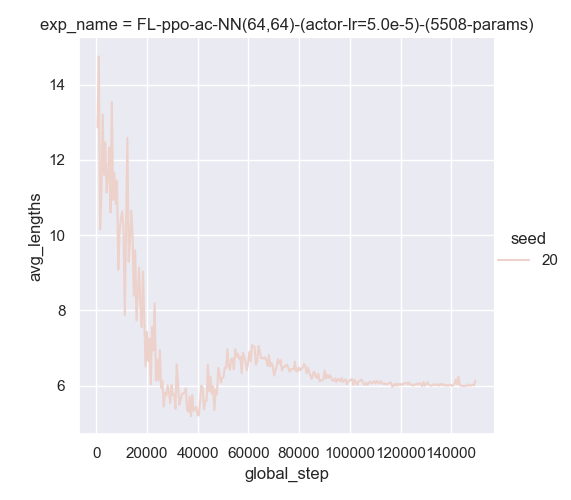 exp_name = FL-ppo-ac-NN(64,64)-(actor-lr=5.0e-5)-(5508-params)
14
12
10
8
6
avg_lengths
seed
20
0 20000 40000 60000 80000 100000 120000 140000
global_step